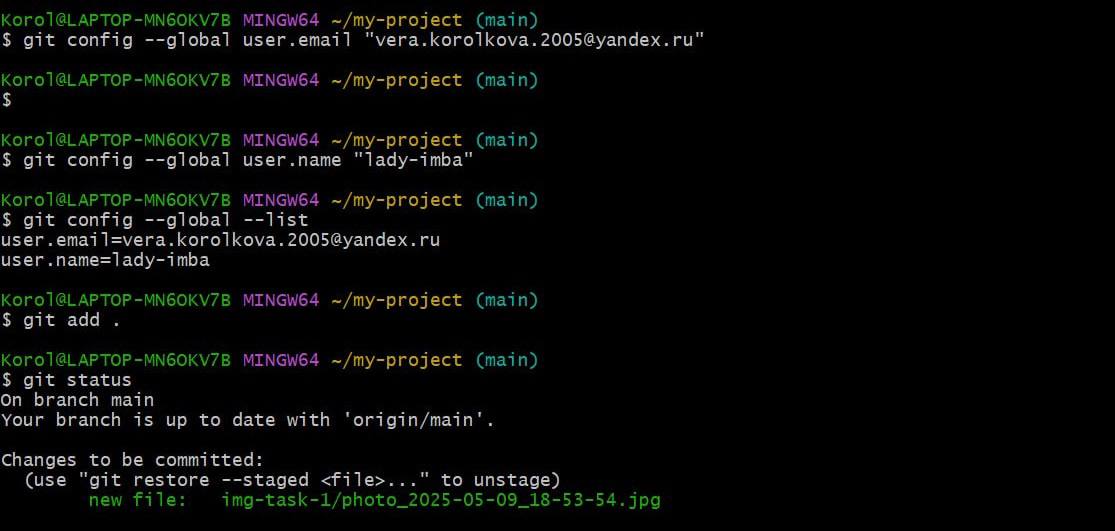 Korol@LAPTOP-MN6OKV7B MINGW64 ~/my-project (main)
$ git config --global user.email "vera.korolkova.2005@yandex.ru"
Korol@LAPTOP-MN6OKV7B MINGW64 ~/my-project (main)
$
Korol@LAPTOP-MN6OKV7B MINGW64 ~/my-project (main)
$ git config --global user.name "lady-imba"
Korol@LAPTOP-MN6OKV7B MINGW64 ~/my-project (main)
$ git config --global --list
user.email=vera.korolkova.2005@yandex.ru
user.name=lady-imba
Korol@LAPTOP-MN6OKV7B MINGW64 ~/my-project (main)
$ git add .
Korol@LAPTOP-MN6OKV7B MINGW64 ~/my-project (main)
$ git status
On branch main
Your branch is up to date with 'origin/main'.
Changes to be committed:
  (use "git restore --staged <file>..." to unstage)
        new file:   img-task-1/photo_2025-05-09_18-53-54.jpg